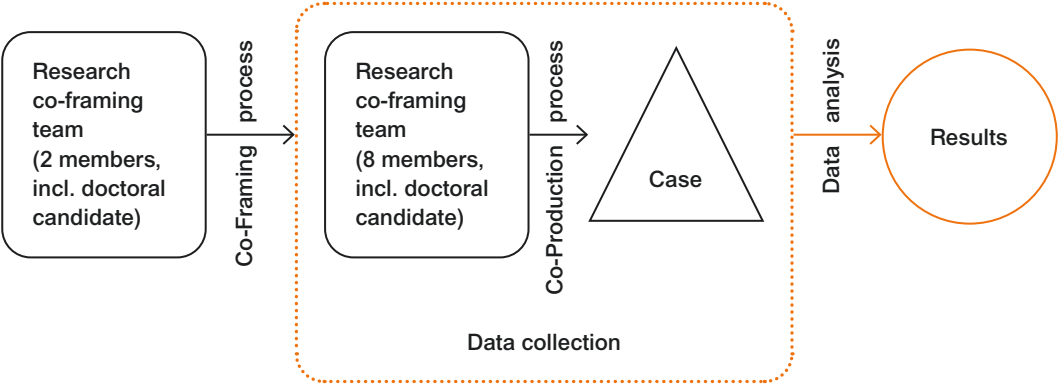 Research
co-framing
team
(2 members,
incl. doctoral
candidate)
Co-Framing process
Research
co-framing
team
(8 members,
incl. doctoral
candidate)
Co-Production process
Case
Data collection
Data analysis
Results